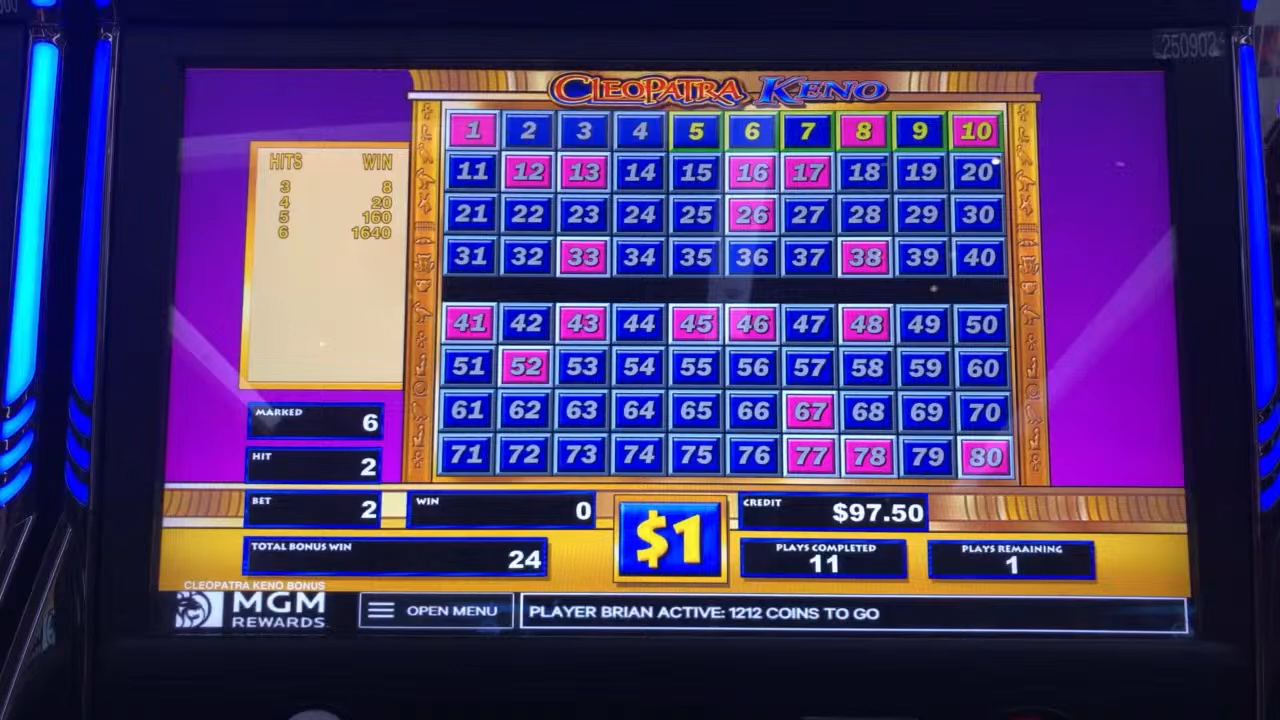 250902
CLEOPATRA KENO
HITS WIN
3 8
4 20
5 160
6 1640
1 2 3 4 5 6 7 8 9 10
11 12 13 14 15 16 17 18 19 20
21 22 23 24 25 26 27 28 29 30
31 32 33 34 35 36 37 38 39 40
41 42 43 44 45 46 47 48 49 50
51 52 53 54 55 56 57 58 59 60
61 62 63 64 65 66 67 68 69 70
71 72 73 74 75 76 77 78 79 80
MARKED 6
HIT 2
BET 2
WIN 0
$1
CREDIT $97.50
TOTAL BONUS WIN 24
PLAYS COMPLETED
11
PLAYS REMAINING
1
CLEOPATRA KENO BONUS
MGM
REWARDS
OPEN MENU
PLAYER BRIAN ACTIVE: 1212 COINS TO GO